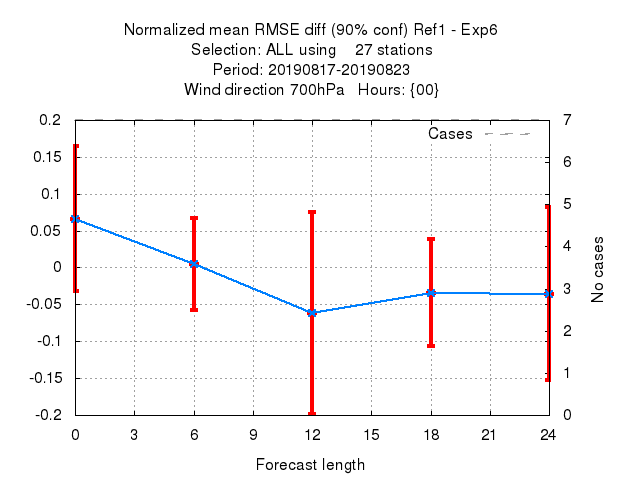 Normalized mean RMSE diff (90% conf) Ref1 - Exp6
Selection: ALL using    27 stations
Period: 20190817-20190823
Wind direction 700hPa   Hours: {00}
Cases
0.2
0.15
0.1
0.05
0
-0.05
-0.1
-0.15
-0.2
7
6
5
4
3
2
1
0
No cases
0 3 6 9 12 15 18 21 24
Forecast length